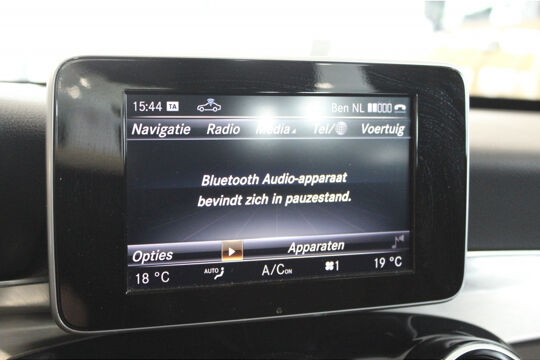 15:44 TA Ben NL
Navigatie Radio Media Tel/ Voertuig
Bluetooth Audio-apparaat
bevindt zich in pauzestand.
Opties Apparaten
18 °C AUTO A/C ON 1 19 °C